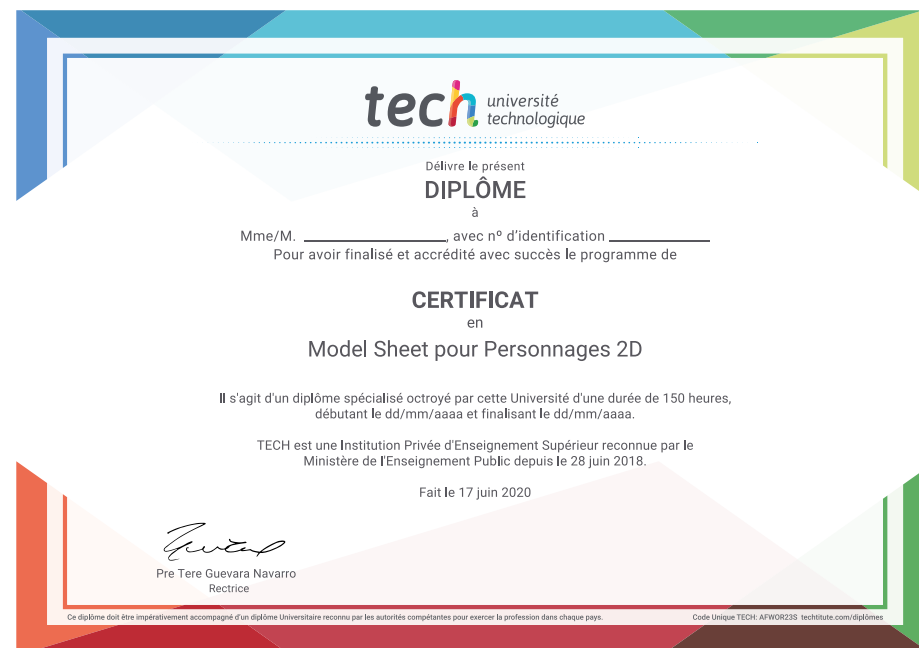 tech université
technologique
Délivre le présent
DIPLÔME
à
Mme/M. ______________________, avec nº d'identification ______________
Pour avoir finalisé et accrédité avec succès le programme de
CERTIFICAT
en
Model Sheet pour Personnages 2D
Il s'agit d'un diplôme spécialisé octroyé par cette Université d'une durée de 150 heures,
débutant le dd/mm/aaaa et finalisant le dd/mm/aaaa.
TECH est une Institution Privée d'Enseignement Supérieur reconnue par le
Ministère de l'Enseignement Public depuis le 28 juin 2018.
Fait le 17 juin 2020
Pre Tere Guevara Navarro
Rectrice
Ce diplôme doit être impérativement accompagné d'un diplôme Universitaire reconnu par les autorités compétantes pour exercer la profession dans chaque pays. Code Unique TECH: AFWOR23S techtitute.com/diplômes